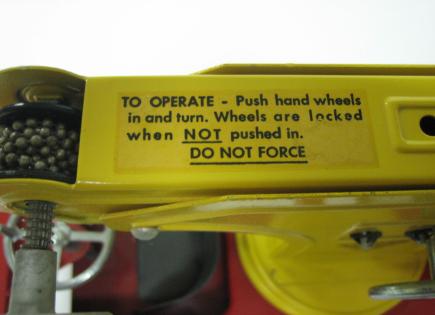 TO OPERATE - Push hand wheels
in and turn. Wheels are locked
when NOT pushed in.
DO NOT FORCE